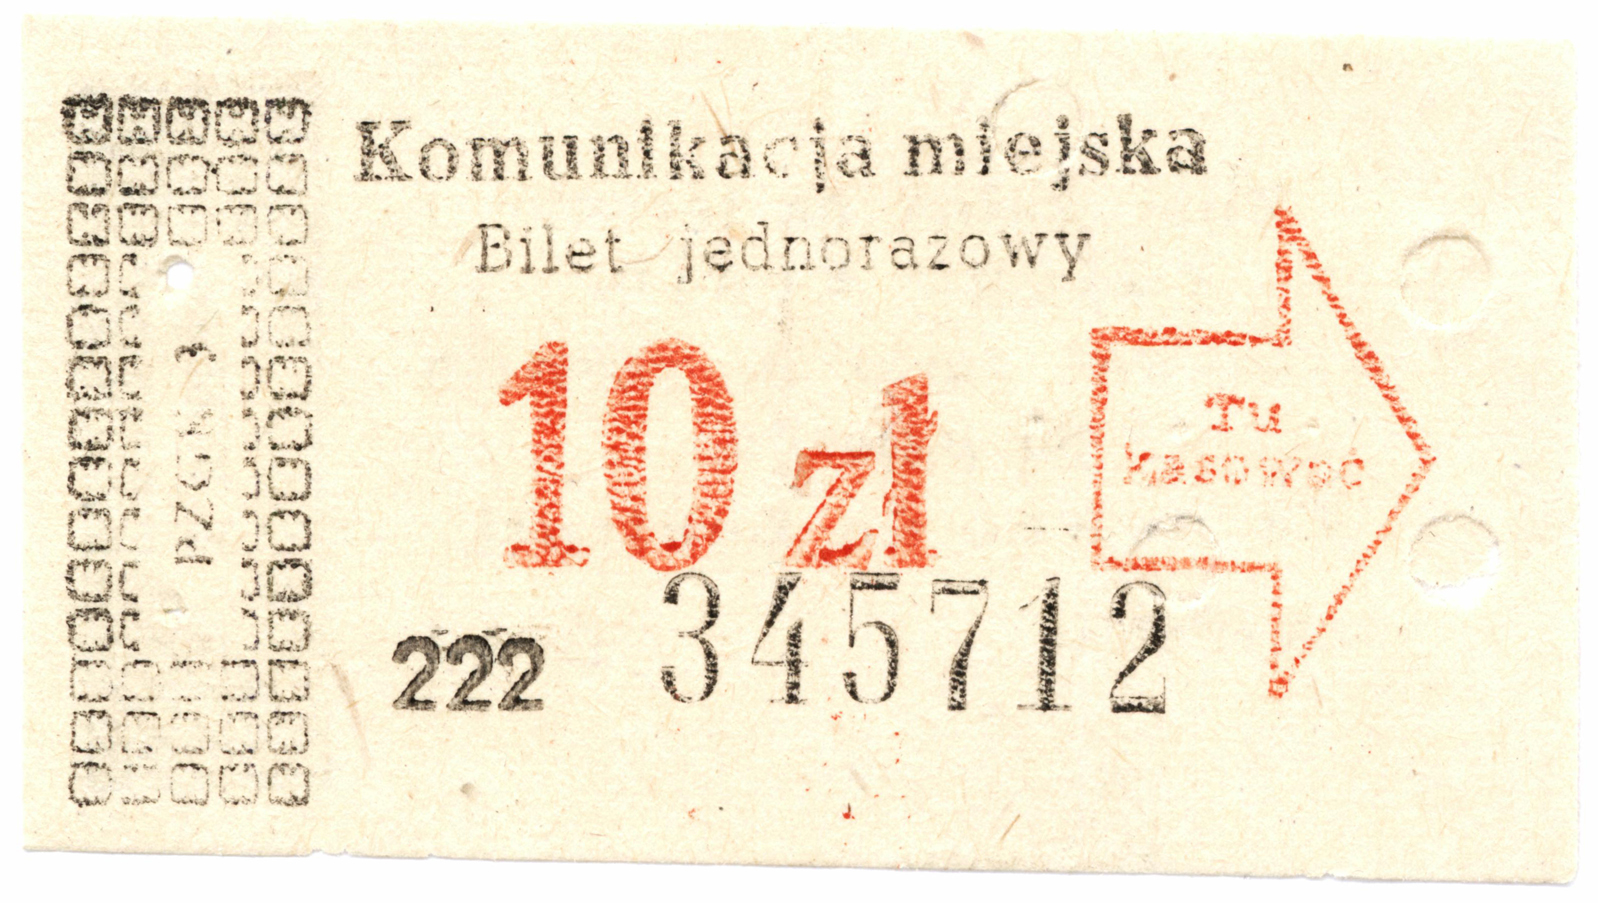 Komunikacja miejska
Bilet jednorazowy
10 zł
Tu
kasować
222 345712
PZGK 3